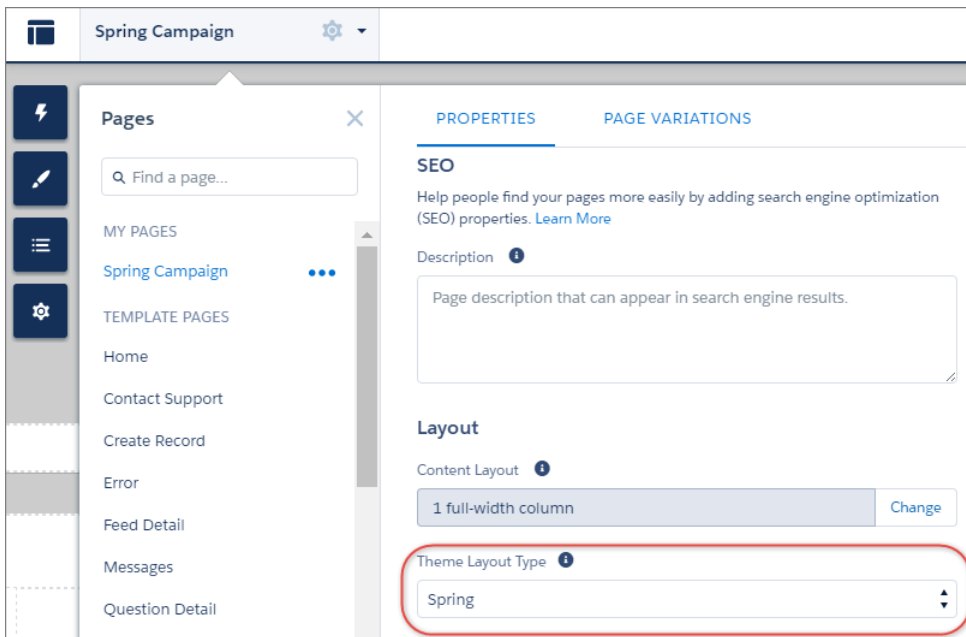 Spring Campaign
Pages
Find a page...
MY PAGES
Spring Campaign
TEMPLATE PAGES
Home
Contact Support
Create Record
Error
Feed Detail
Messages
Question Detail
PROPERTIES
PAGE VARIATIONS
SEO
Help people find your pages more easily by adding search engine optimization
(SEO) properties. Learn More
Description
Page description that can appear in search engine results.
Layout
Content Layout
1 full-width column
Change
Theme Layout Type
Spring